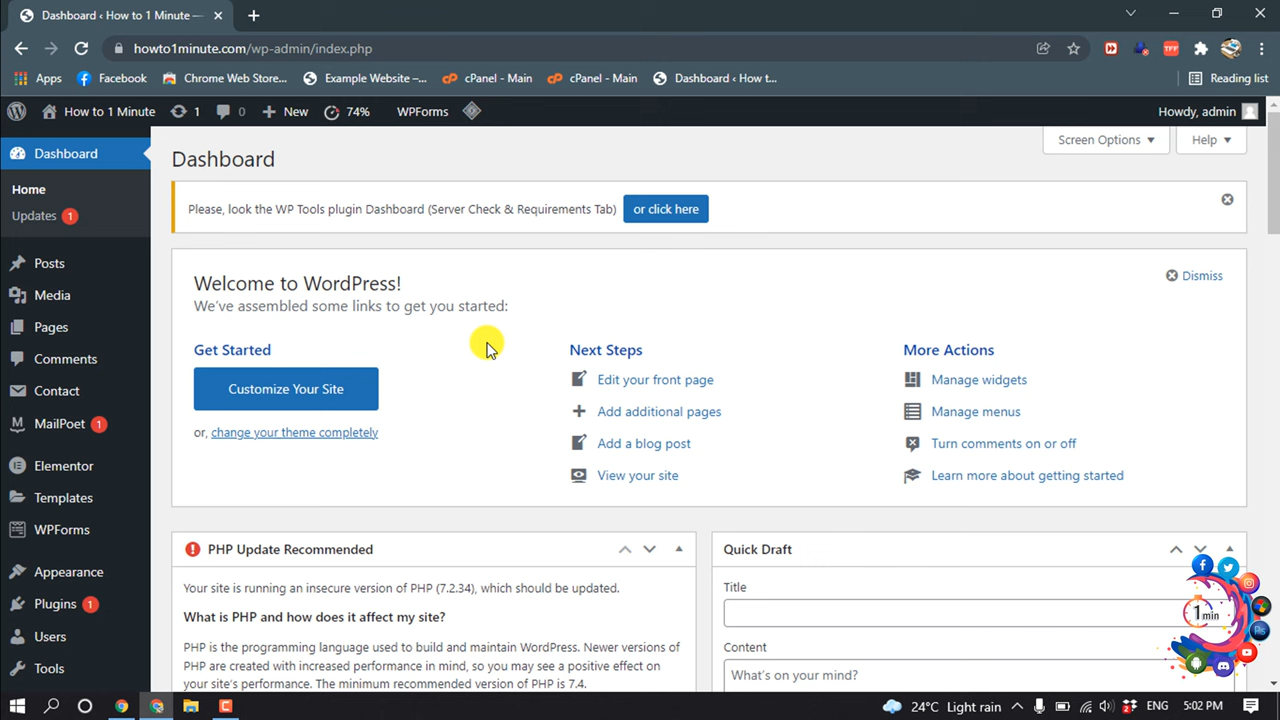 Dashboard ‹ How to 1 Minute —
howto1minute.com/wp-admin/index.php
TFP
Apps
Facebook
Chrome Web Store...
Example Website –...
cPanel - Main
cPanel - Main
Dashboard ‹ How t...
Reading list
How to 1 Minute
1
0
New
74%
WPForms
Howdy, admin
Dashboard
Home
Updates 1
Posts
Media
Pages
Comments
Contact
MailPoet 1
Elementor
Templates
WPForms
Appearance
Plugins 1
Users
Tools
Screen Options
Help
Dashboard
Please, look the WP Tools plugin Dashboard (Server Check & Requirements Tab) or click here
Welcome to WordPress!
Dismiss
We've assembled some links to get you started:
Get Started
Customize Your Site
or, change your theme completely
Next Steps
Edit your front page
Add additional pages
Add a blog post
View your site
More Actions
Manage widgets
Manage menus
Turn comments on or off
Learn more about getting started
PHP Update Recommended
Your site is running an insecure version of PHP (7.2.34), which should be updated.
What is PHP and how does it affect my site?
PHP is the programming language used to build and maintain WordPress. Newer versions of
PHP are created with increased performance in mind, so you may see a positive effect on
your site's performance. The minimum recommended version of PHP is 7.4.
Quick Draft
Title
Content
What's on your mind?
1 min
Ps
24°C Light rain
5:02 PM